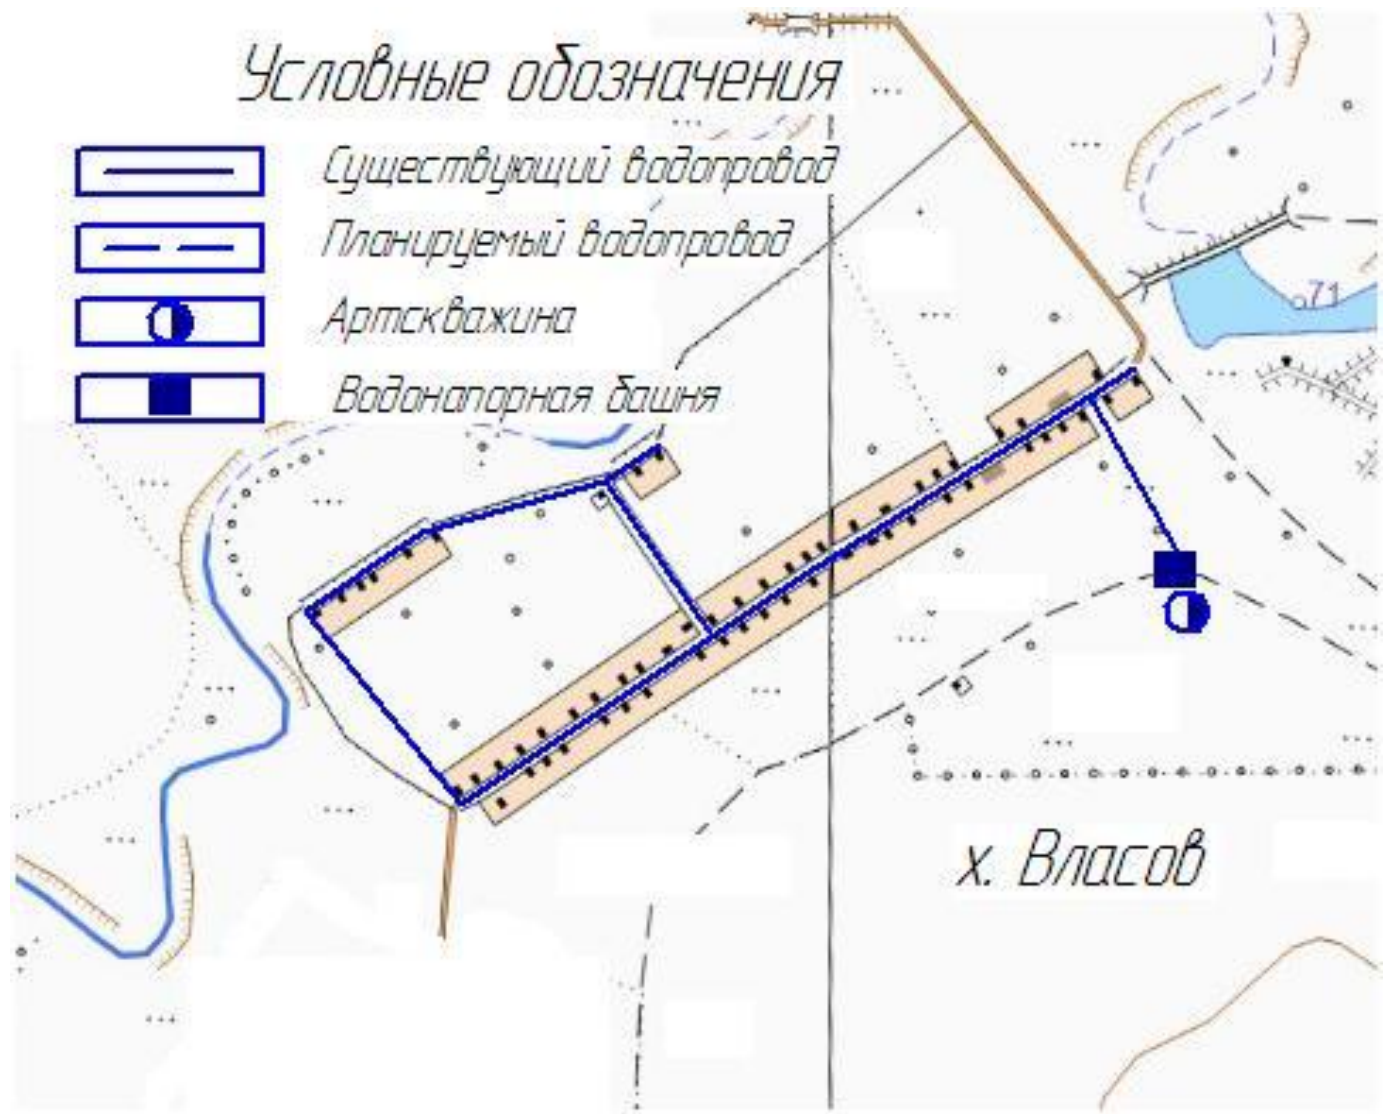 Условные обозначения
Существующий водопровод
Планируемый водопровод
Артскважина
Водонапорная башня
71
х. Власов